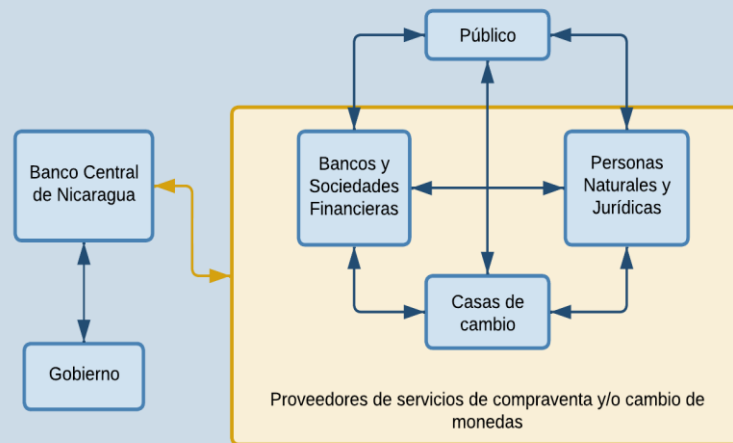 Público
Banco Central
de Nicaragua
Bancos y
Sociedades
Financieras
Personas
Naturales y
Jurídicas
Casas de
cambio
Gobierno
Proveedores de servicios de compraventa y/o cambio de
monedas